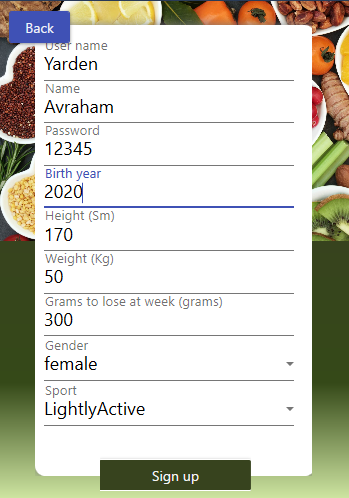 Back
User name
Yarden
Name
Avraham
Password
12345
Birth year
2020
Height (Sm)
170
Weight (Kg)
50
Grams to lose at week (grams)
300
Gender
female
Sport
LightlyActive
Sign up